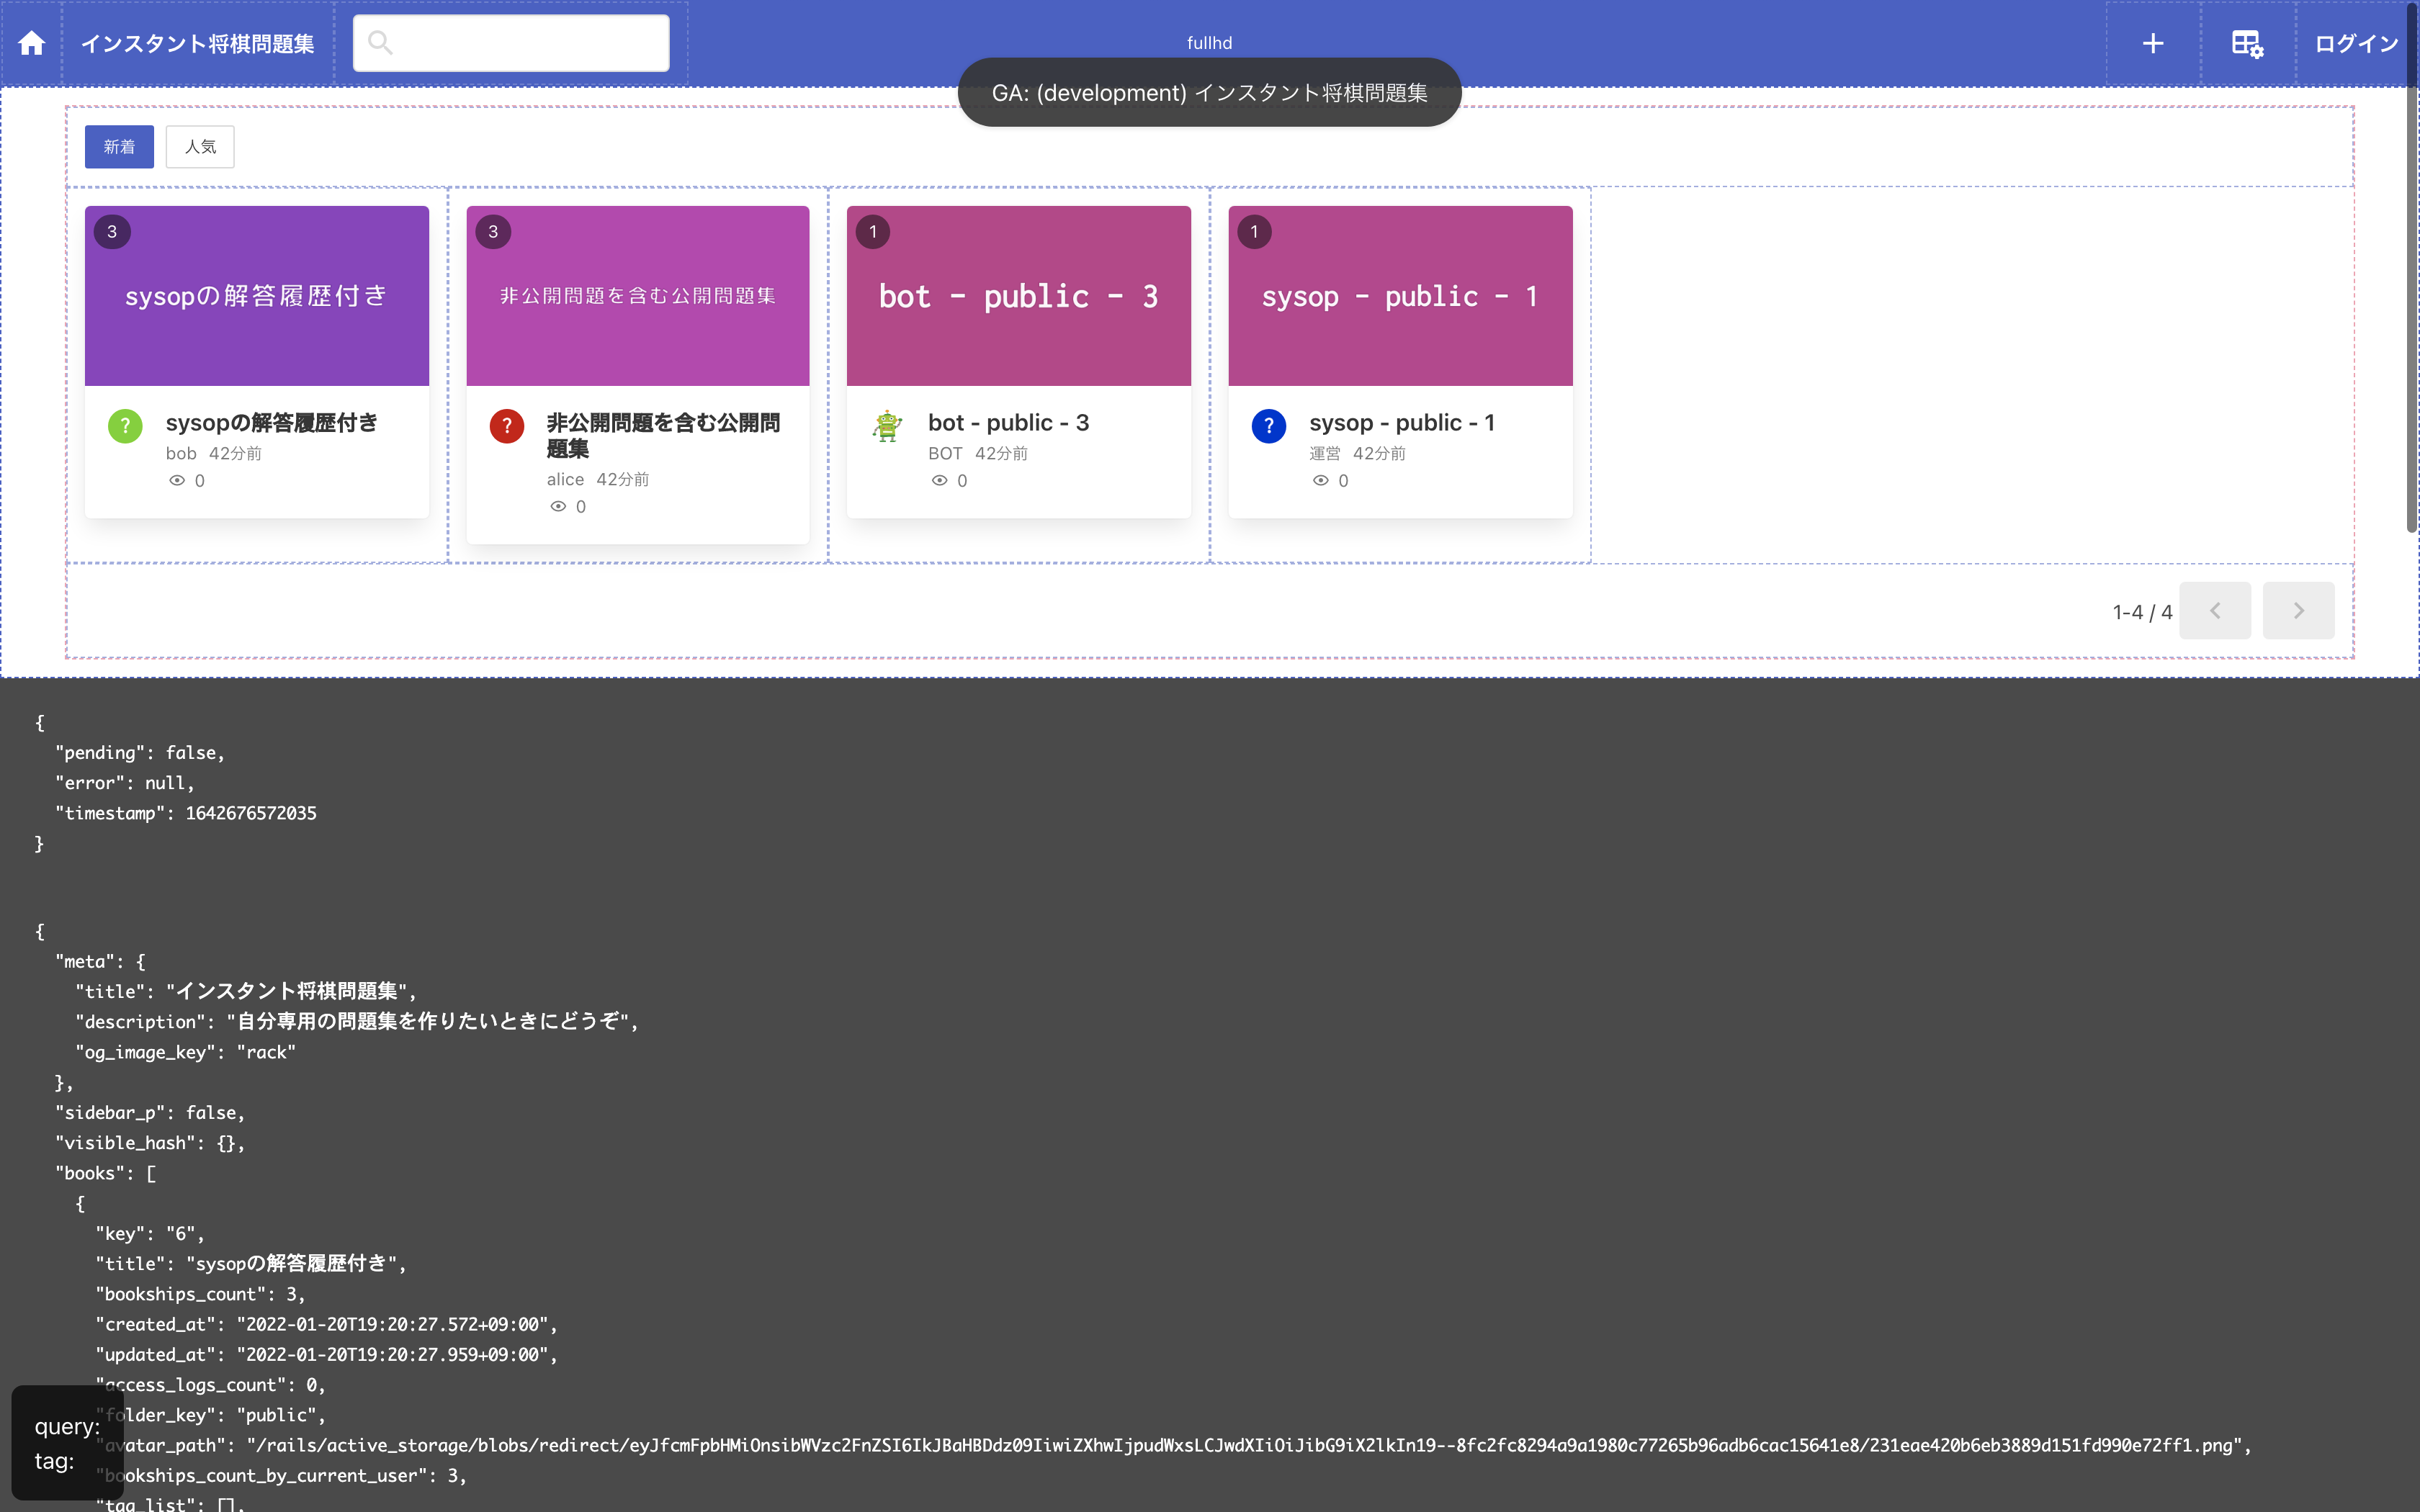 インスタント将棋問題集
fullhd
ログイン
GA: (development) インスタント将棋問題集
新着
人気
3
sysopの解答履歴付き
sysopの解答履歴付き
bob 42分前
0
3
非公開問題を含む公開問題集
非公開問題を含む公開問
題集
alice 42分前
0
1
bot - public - 3
bot - public - 3
BOT 42分前
0
1
sysop - public - 1
sysop - public - 1
運営 42分前
0
1-4 / 4
{
"pending": false,
"error": null,
"timestamp": 1642676572035
}
{
"meta": {
"title": "インスタント将棋問題集",
"description": "自分専用の問題集を作りたいときにどうぞ",
"og_image_key": "rack"
},
"sidebar_p": false,
"visible_hash": {},
"books": [
{
"key": "6",
"title": "sysopの解答履歴付き",
"bookships_count": 3,
"created_at": "2022-01-20T19:20:27.572+09:00",
"updated_at": "2022-01-20T19:20:27.959+09:00",
"access_logs_count": 0,
"folder_key": "public",
"avatar_path": "/rails/active_storage/blobs/redirect/eyJfcmFpbHMiOnsibWVzc2FnZSI6IkJBaHBDdz09IiwiZXhwIjpudWxsLCJwdXIiOiJibG9iX2lkIn19--8fc2fc8294a9a1980c77265b96adb6cac15641e8/231eae420b6eb3889d151fd990e72ff1.png",
"bookships_count_by_current_user": 3,
"tag_list": [],
query:
tag: